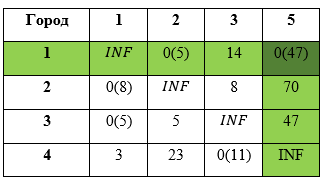 Город 1 2 3 5
1 INF 0(5) 14 0(47)
2 0(8) INF 8 70
3 0(5) 5 INF 47
4 3 23 0(11) INF